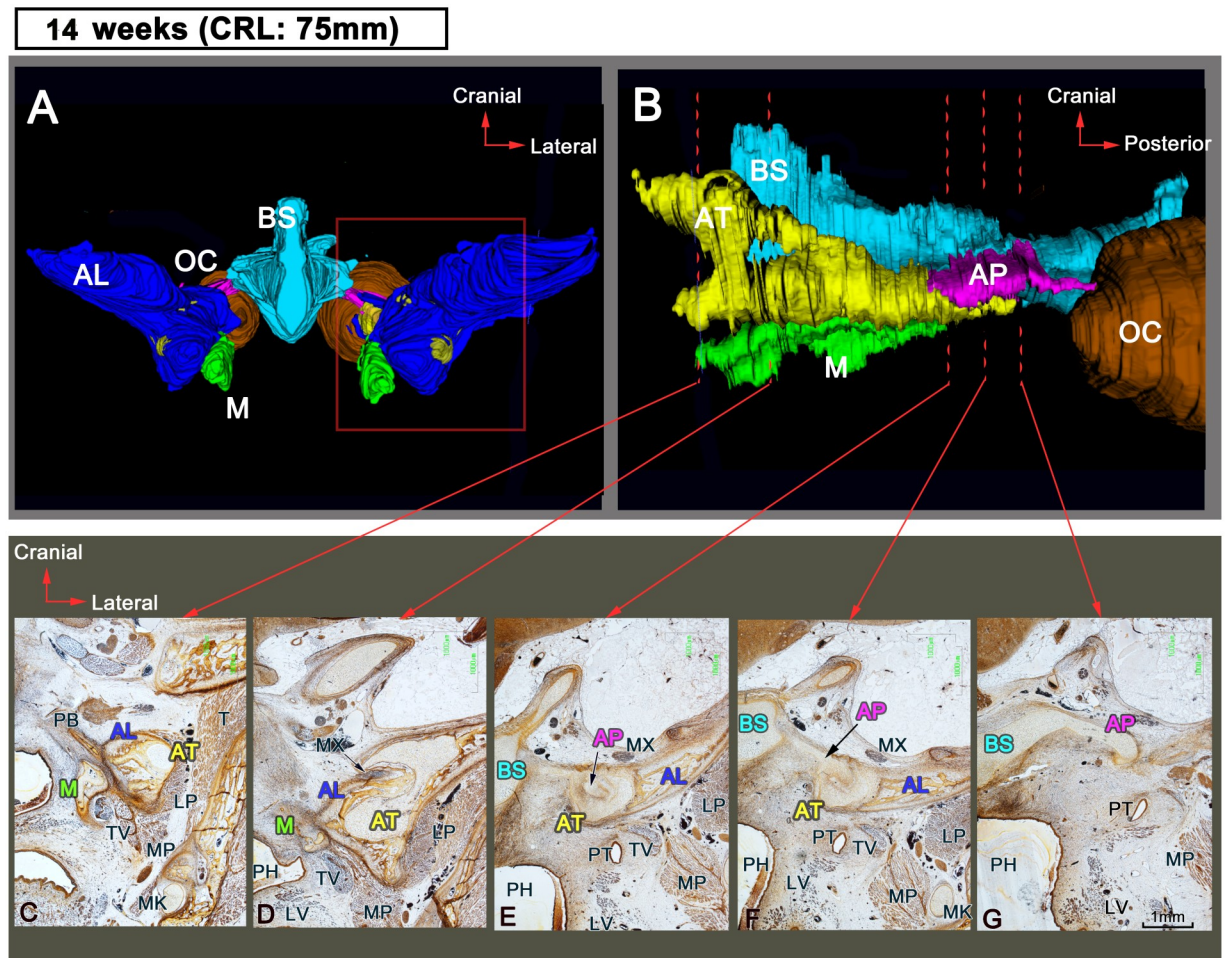 14 weeks (CRL: 75mm)
A
Cranial
Lateral
BS
OC
AL
M
B
Cranial
Posterior
BS
AT
AP
OC
M
Cranial
Lateral
PB
AL
T
AT
M
LP
TV
MP
MK
C
MX
AL
AT
M
LP
PH
TV
LV
MP
D
AP
MX
BS
AL
LP
AT
PT
TV
PH
MP
LV
E
AP
BS
MX
AL
AT
PT
TV
LP
PH
LV
MP
MK
F
AP
BS
PT
PH
MP
LV
G
1mm